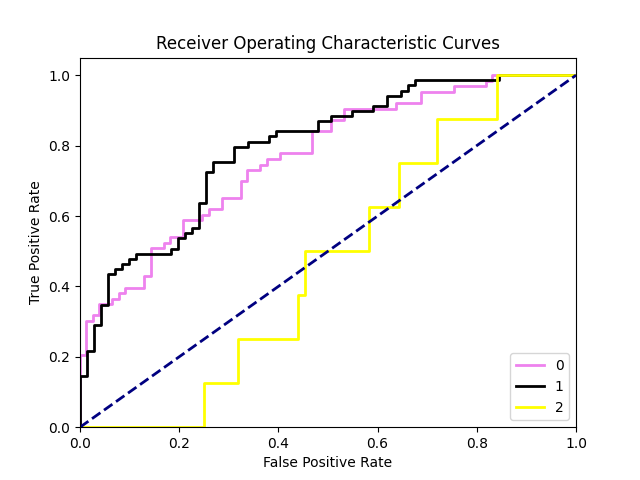 Receiver Operating Characteristic Curves
True Positive Rate
1.0
0.8
0.6
0.4
0.2
0.0
0.0 0.2 0.4 0.6 0.8 1.0
False Positive Rate
0
1
2